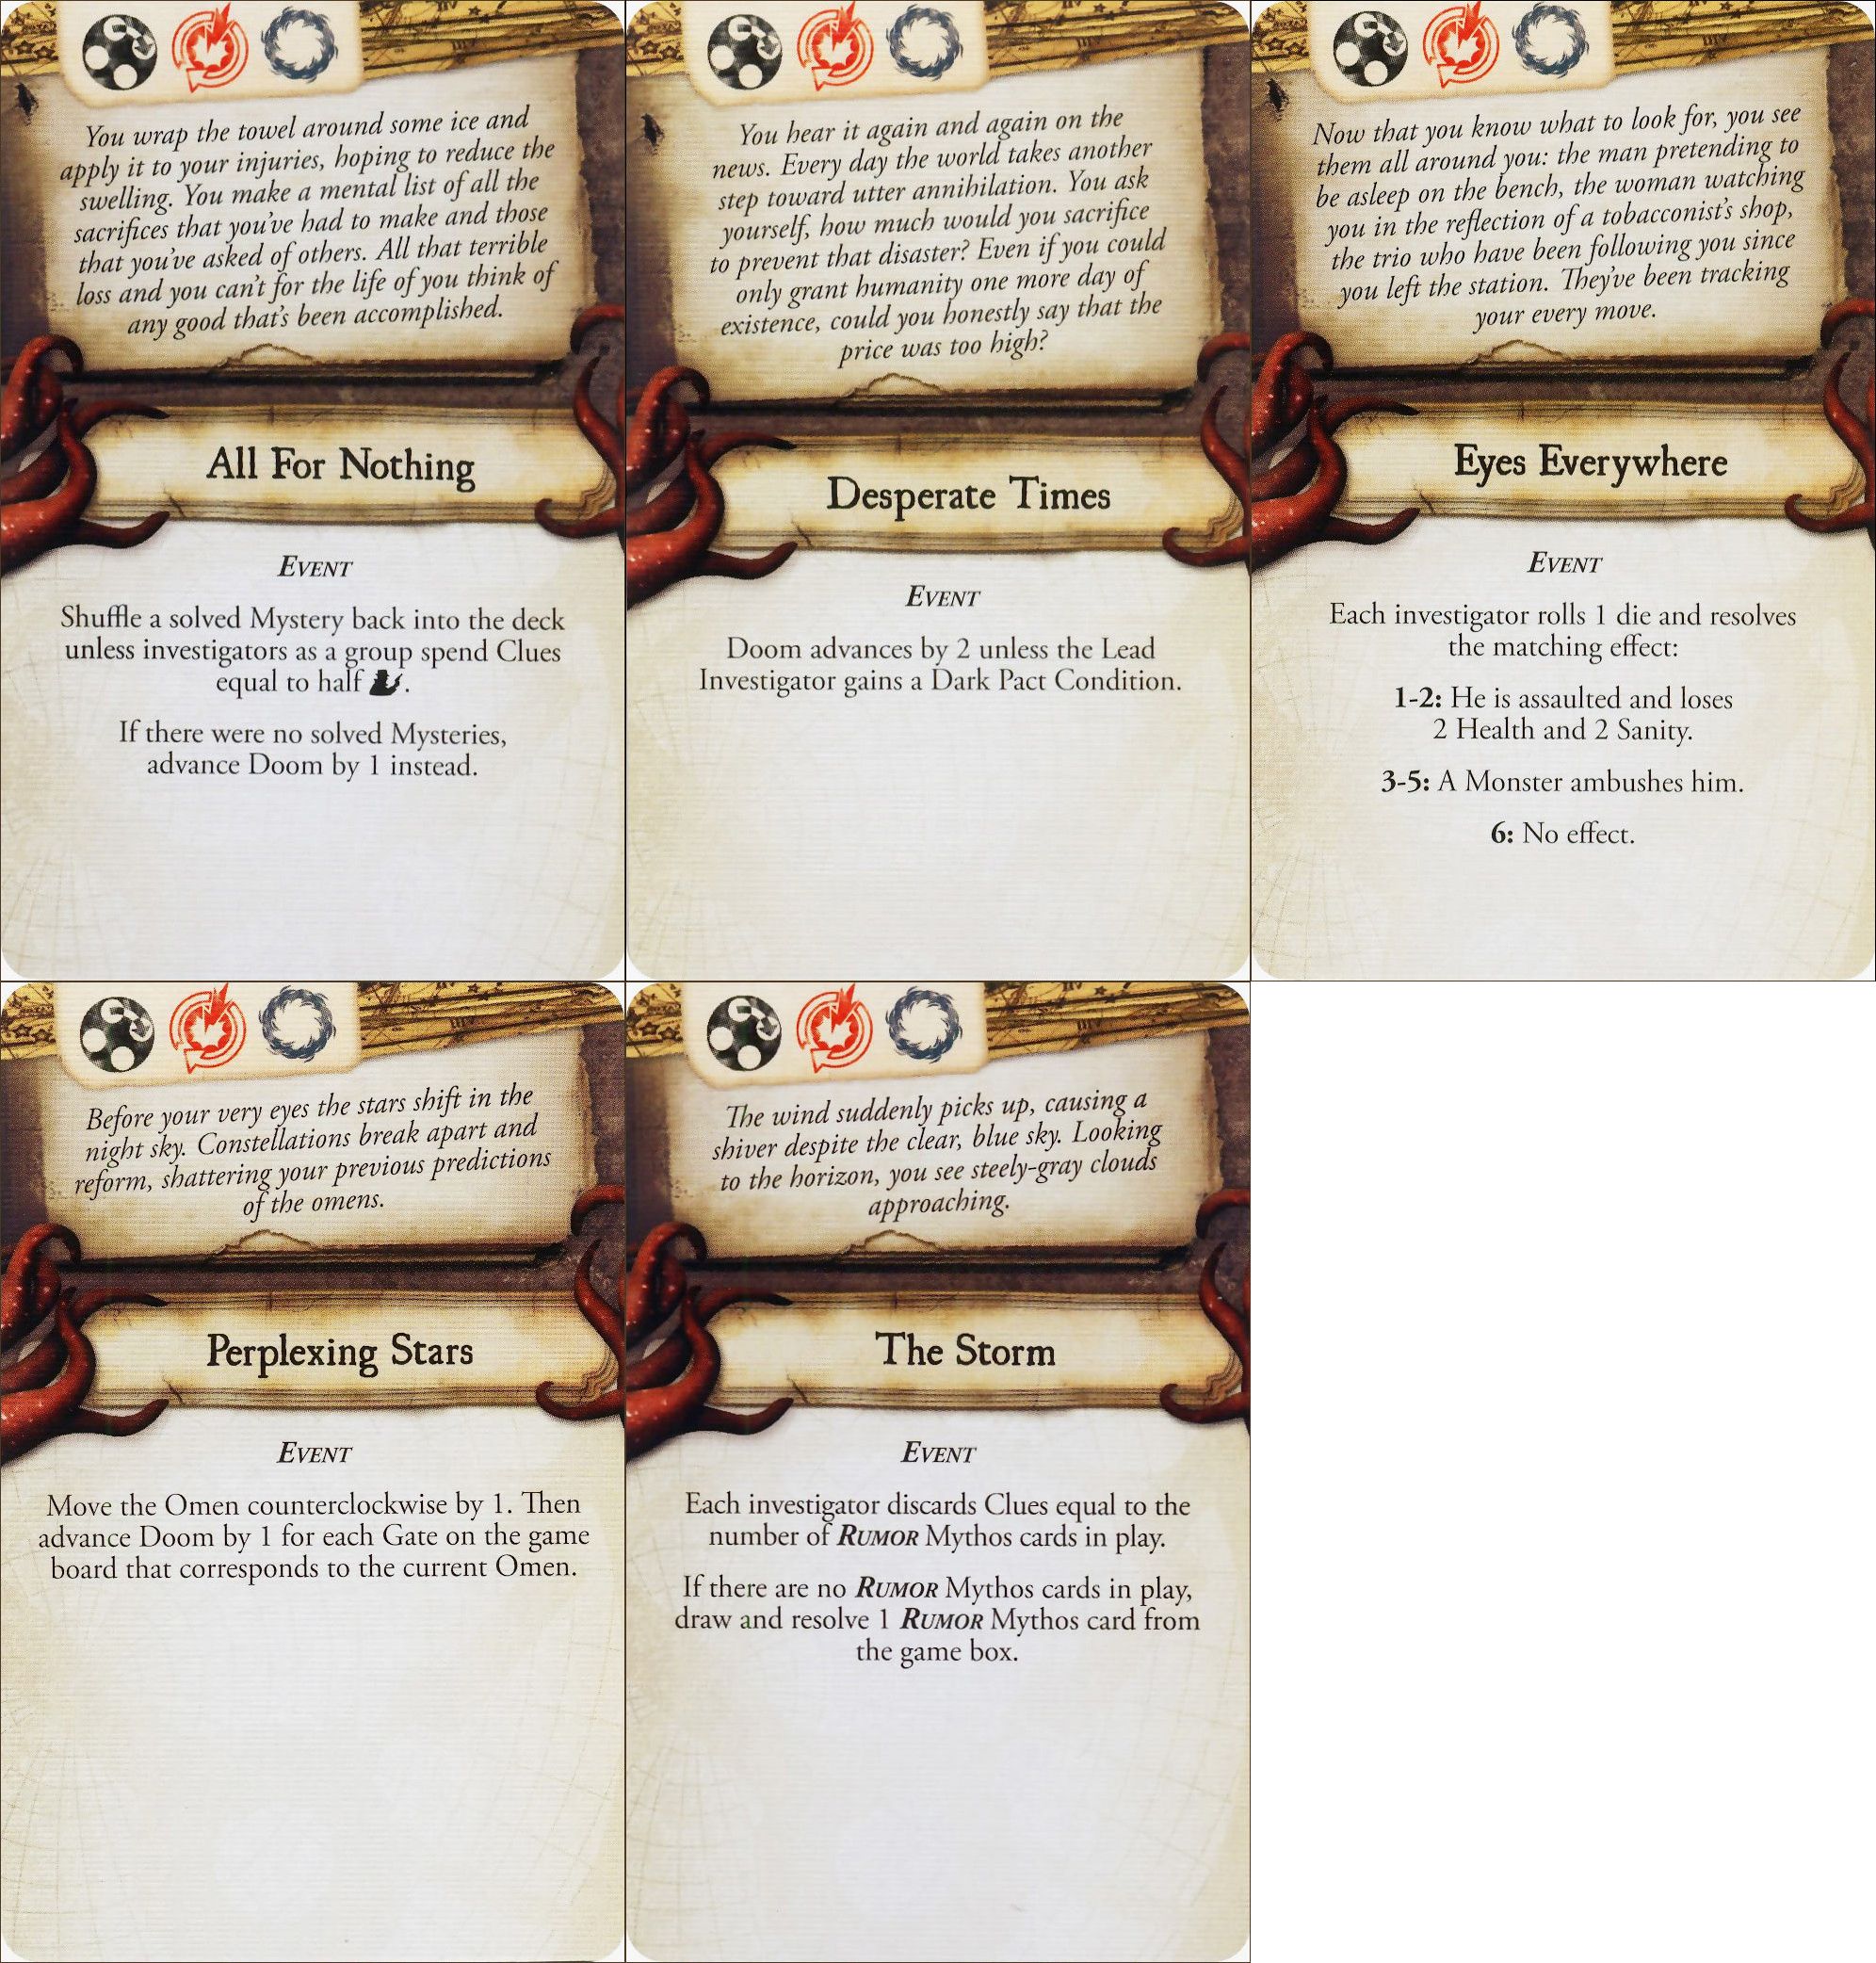 You wrap the towel around some ice and
apply it to your injuries, hoping to reduce the
swelling. You make a mental list of all the
sacrifices that you've had to make and those
that you've asked of others. All that terrible
loss and you can't for the life of you think of
any good that's been accomplished.
All For Nothing
EVENT
Shuffle a solved Mystery back into the deck
unless investigators as a group spend Clues
equal to half .
If there were no solved Mysteries,
advance Doom by 1 instead.
You hear it again and again on the
news. Every day the world takes another
step toward utter annihilation. You ask
yourself, how much would you sacrifice
to prevent that disaster? Even if you could
only grant humanity one more day of
existence, could you honestly say that the
price was too high?
Desperate Times
EVENT
Doom advances by 2 unless the Lead
Investigator gains a Dark Pact Condition.
Now that you know what to look for, you see
them all around you: the man pretending to
be asleep on the bench, the woman watching
you in the reflection of a tobacconist's shop,
the trio who have been following you since
you left the station. They've been tracking
your every move.
Eyes Everywhere
EVENT
Each investigator rolls 1 die and resolves
the matching effect:
1-2: He is assaulted and loses
2 Health and 2 Sanity.
3-5: A Monster ambushes him.
6: No effect.
Before your very eyes the stars shift in the
night sky. Constellations break apart and
reform, shattering your previous predictions
of the omens.
Perplexing Stars
EVENT
Move the Omen counterclockwise by 1. Then
advance Doom by 1 for each Gate on the game
board that corresponds to the current Omen.
The wind suddenly picks up, causing a
shiver despite the clear, blue sky. Looking
to the horizon, you see steely-gray clouds
approaching.
The Storm
EVENT
Each investigator discards Clues equal to the
number of RUMOR Mythos cards in play.
If there are no RUMOR Mythos cards in play,
draw and resolve 1 RUMOR Mythos card from
the game box.